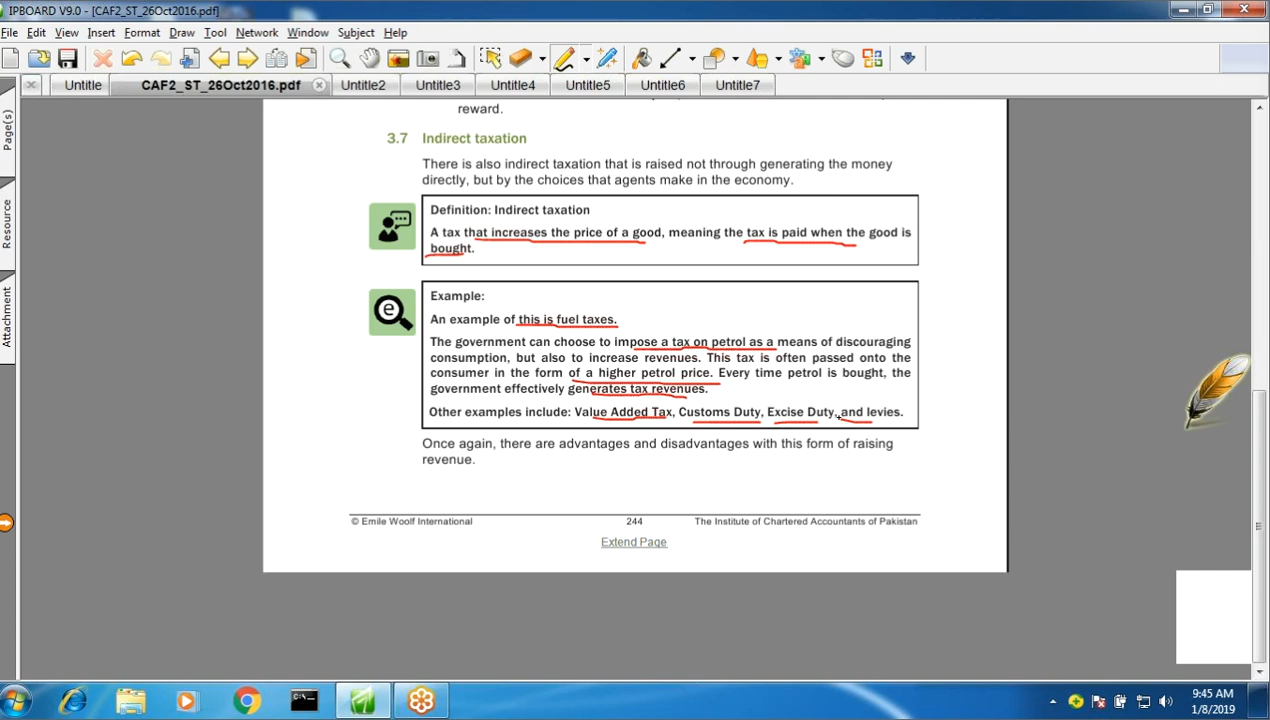 IPBOARD V9.0 - [CAF2_ST_26Oct2016.pdf]
File Edit View Insert Format Draw Tool Network Window Subject Help
Untitle CAF2_ST_26Oct2016.pdf Untitle2 Untitle3 Untitle4 Untitle5 Untitle6 Untitle7
Page(s)
Resource
Attachment
reward.
3.7 Indirect taxation
There is also indirect taxation that is raised not through generating the money
directly, but by the choices that agents make in the economy.
Definition: Indirect taxation
A tax that increases the price of a good, meaning the tax is paid when the good is
bought.
e
Example:
An example of this is fuel taxes.
The government can choose to impose a tax on petrol as a means of discouraging
consumption, but also to increase revenues. This tax is often passed onto the
consumer in the form of a higher petrol price. Every time petrol is bought, the
government effectively generates tax revenues.
Other examples include: Value Added Tax, Customs Duty, Excise Duty, and levies.
Once again, there are advantages and disadvantages with this form of raising
revenue.
© Emile Woolf International 244 The Institute of Chartered Accountants of Pakistan
Extend Page
9:45 AM
1/8/2019